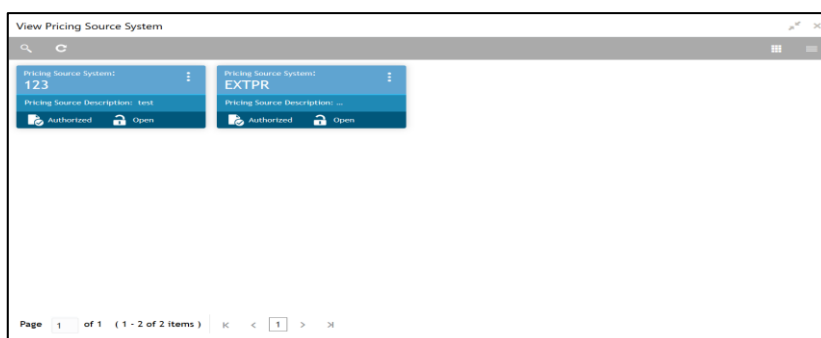 View Pricing Source System
Pricing Source System:
123
Pricing Source Description: test
Authorized Open
Pricing Source System:
EXTPR
Pricing Source Description: ...
Authorized Open
Page 1 of 1 ( 1 - 2 of 2 items ) 1